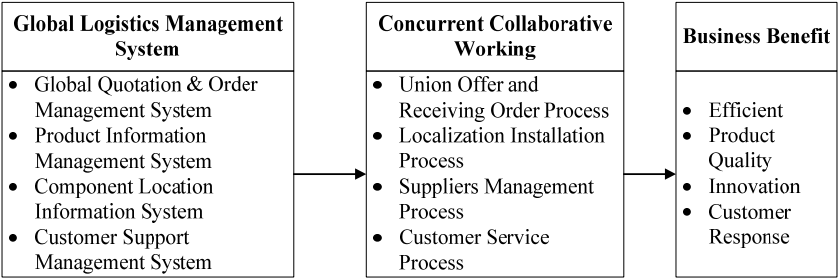 Global Logistics Management
System
• Global Quotation & Order
Management System
• Product Information
Management System
• Component Location
Information System
• Customer Support
Management System
Concurrent Collaborative
Working
• Union Offer and
Receiving Order Process
• Localization Installation
Process
• Suppliers Management
Process
• Customer Service
Process
Business Benefit
• Efficient
• Product
Quality
• Innovation
• Customer
Response